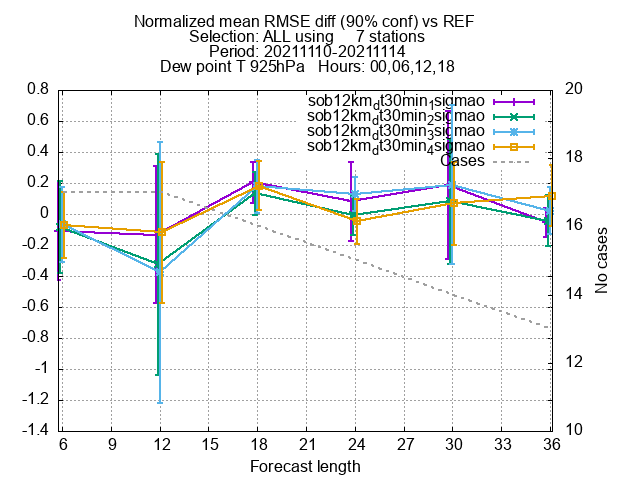 Normalized mean RMSE diff (90% conf) vs REF
Selection: ALL using     7 stations
Period: 20211110-20211114
Dew point T 925hPa   Hours: 00,06,12,18
sob12km_dt30min_1sigmao
sob12km_dt30min_2sigmao
sob12km_dt30min_3sigmao
sob12km_dt30min_4sigmao
Cases
0.8
0.6
0.4
0.2
0
-0.2
-0.4
-0.6
-0.8
-1
-1.2
-1.4
20
18
16
14
12
10
No cases
6 9 12 15 18 21 24 27 30 33 36
Forecast length